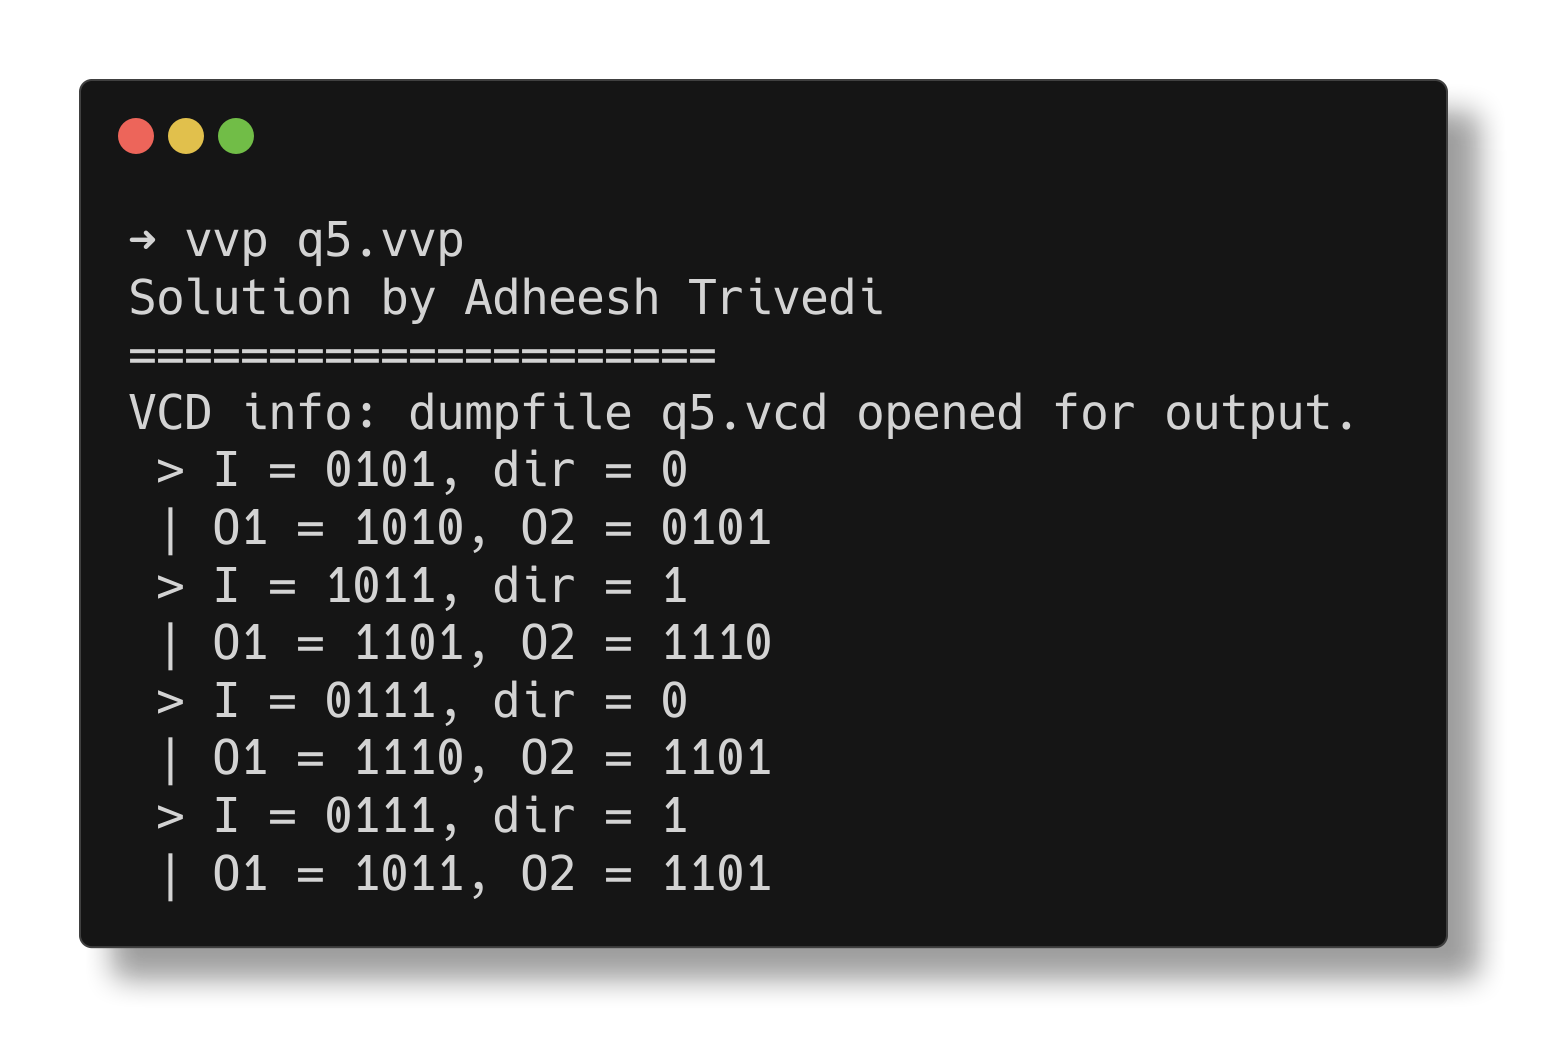 ➜ vvp q5.vvp
Solution by Adheesh Trivedi
=====================
VCD info: dumpfile q5.vcd opened for output.
 > I = 0101, dir = 0
 | O1 = 1010, O2 = 0101
 > I = 1011, dir = 1
 | O1 = 1101, O2 = 1110
 > I = 0111, dir = 0
 | O1 = 1110, O2 = 1101
 > I = 0111, dir = 1
 | O1 = 1011, O2 = 1101